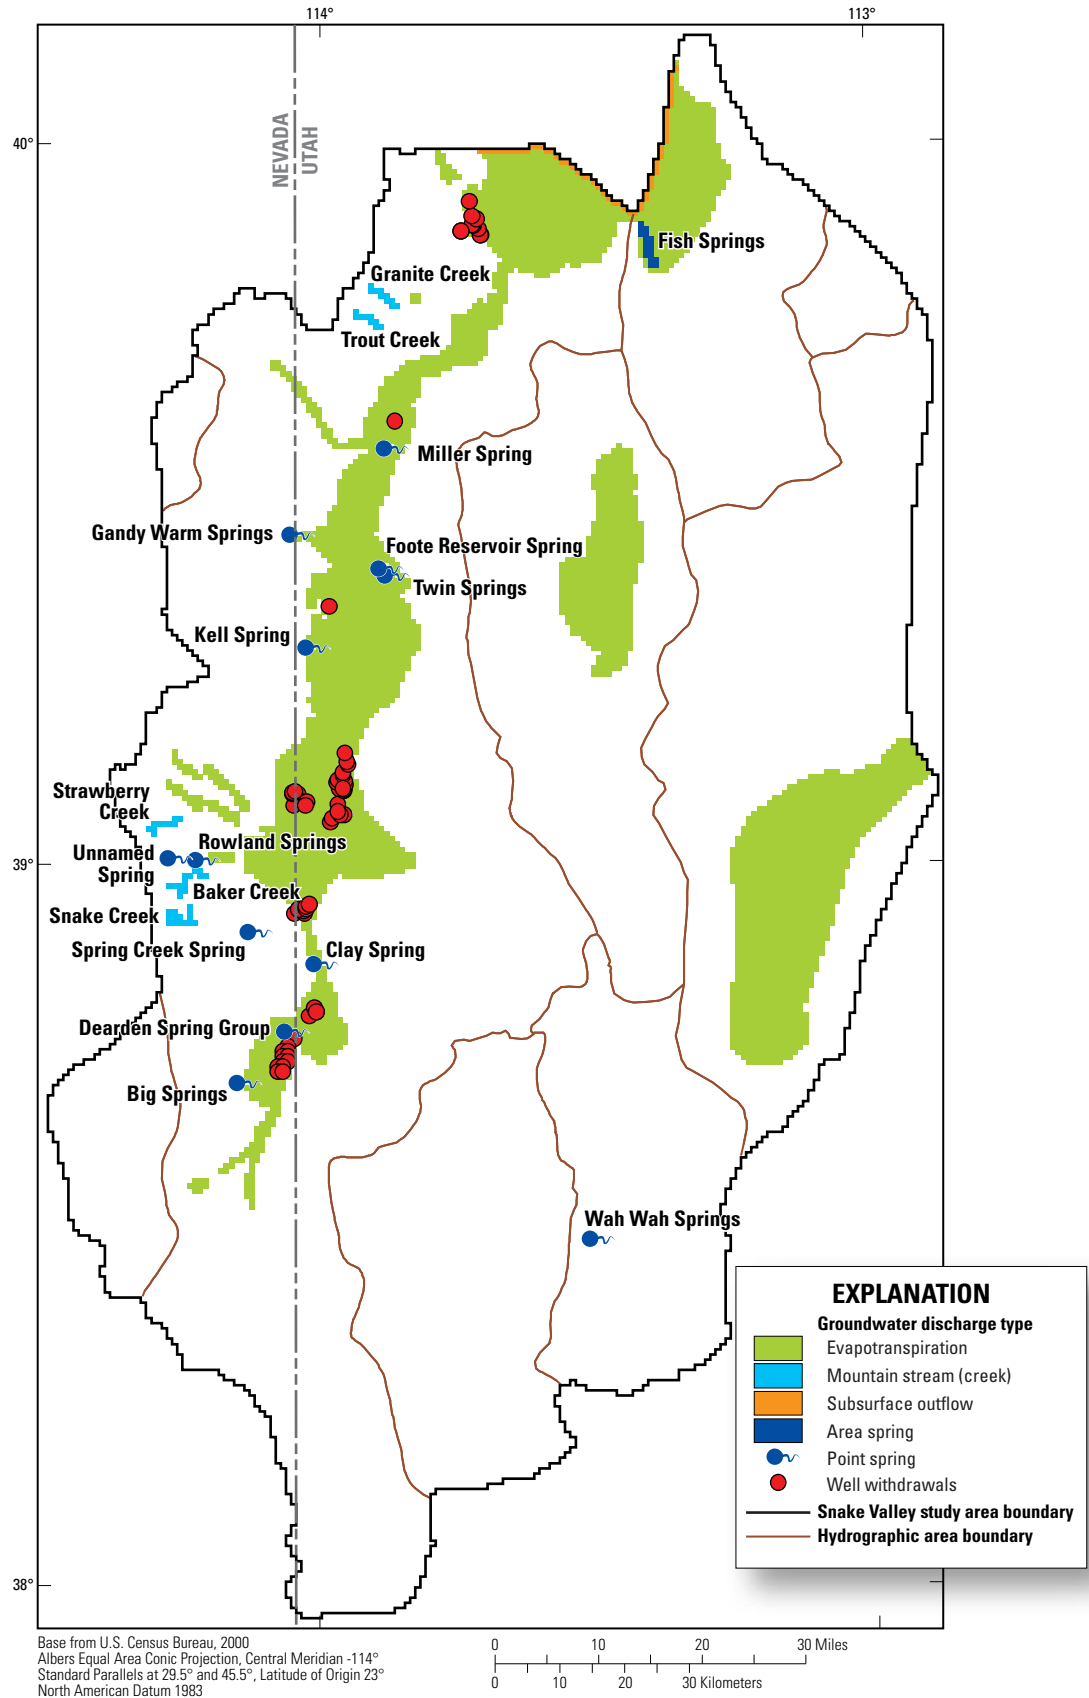 114°
113°
40°
NEVADA
UTAH
Fish Springs
Granite Creek
Trout Creek
Miller Spring
Gandy Warm Springs
Foote Reservoir Spring
Twin Springs
Kell Spring
Strawberry
Creek
Rowland Springs
Unnamed
Spring
39°
Baker Creek
Snake Creek
Spring Creek Spring
Clay Spring
Dearden Spring Group
Big Springs
Wah Wah Springs
EXPLANATION
Groundwater discharge type
Evapotranspiration
Mountain stream (creek)
Subsurface outflow
Area spring
Point spring
Well withdrawals
Snake Valley study area boundary
Hydrographic area boundary
38°
Base from U.S. Census Bureau, 2000
Albers Equal Area Conic Projection, Central Meridian -114°
Standard Parallels at 29.5° and 45.5°, Latitude of Origin 23°
North American Datum 1983
0 10 20 30 Miles
0 10 20 30 Kilometers